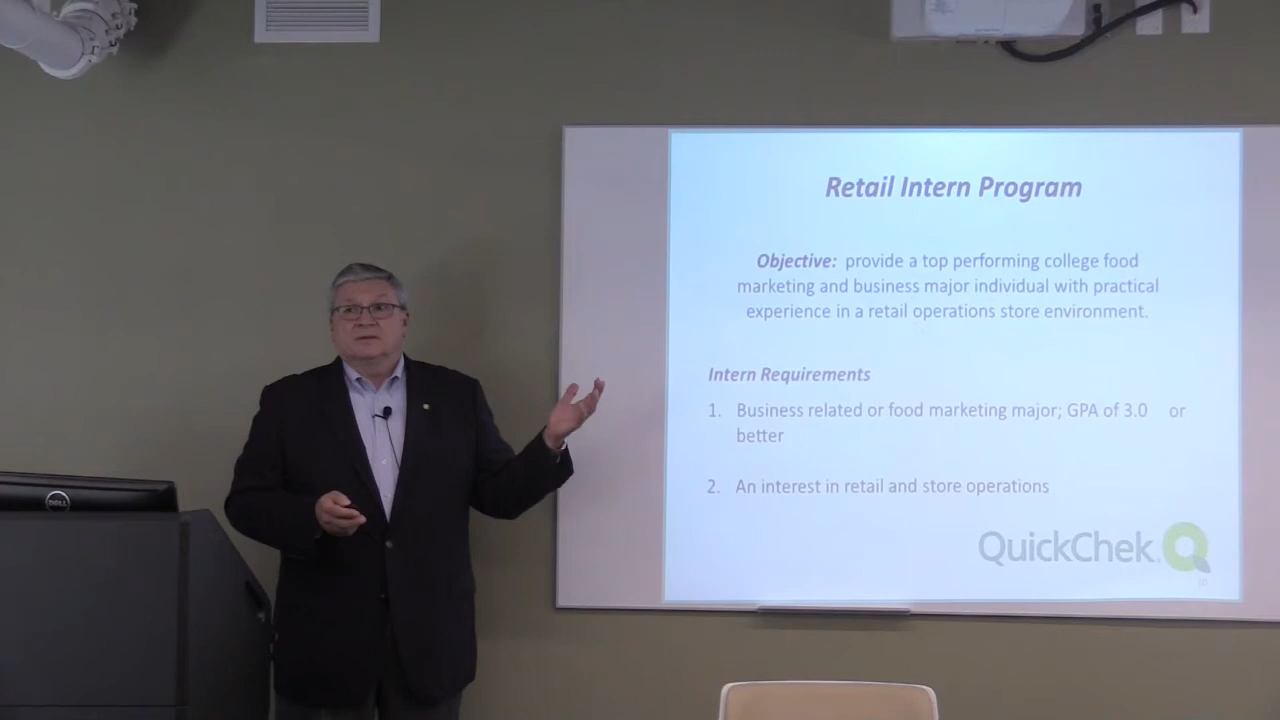 Retail Intern Program
Objective: provide a top performing college food
marketing and business major individual with practical
experience in a retail operations store environment.
Intern Requirements
1. Business related or food marketing major; GPA of 3.0 or
better
2. An interest in retail and store operations
QuickChek
DELL